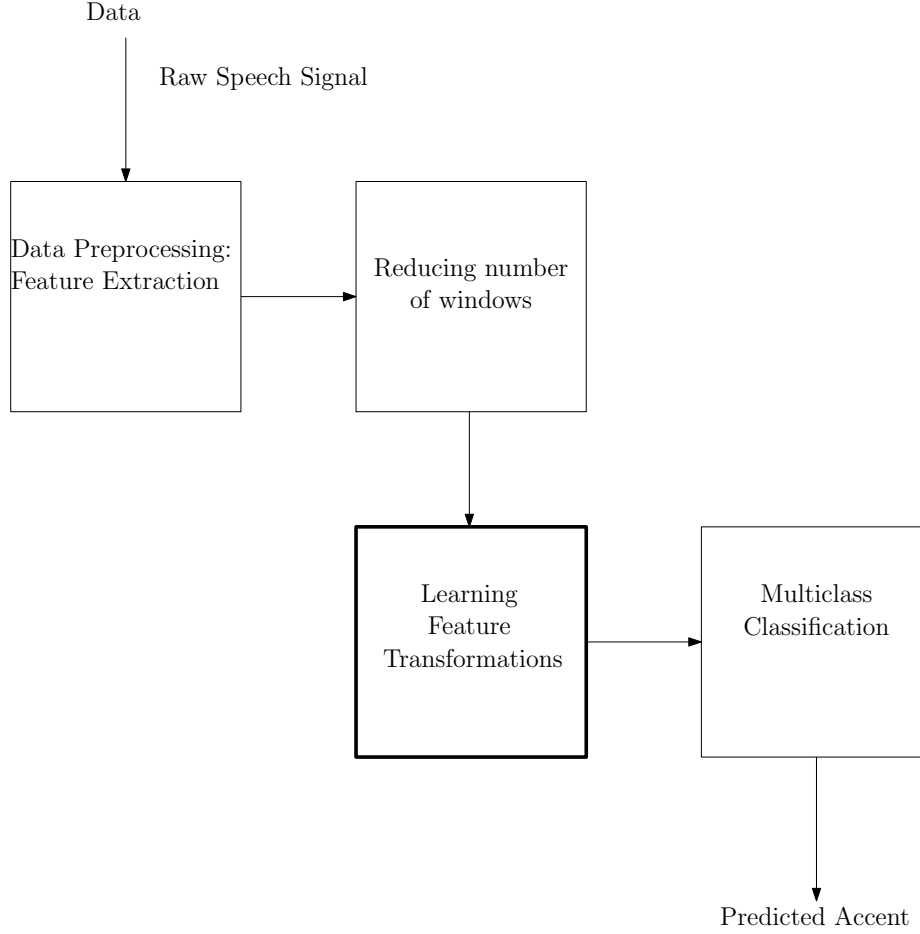 Data
Raw Speech Signal
Data Preprocessing:
Feature Extraction
Reducing number
of windows
Learning
Feature
Transformations
Multiclass
Classification
Predicted Accent